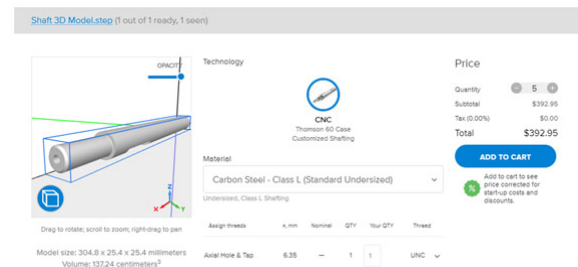 Shaft 3D Model.step (1 out of 1 ready, 1 seen)
OPACITY
Z
X
Y
Drag to rotate; scroll to zoom; right-drag to pan
Model size: 304.8 x 25.4 x 25.4 millimeters
Volume: 137.24 centimeters³
Technology
CNC
Thomson 60 Case
Customized Shafting
Material
Carbon Steel - Class L (Standard Undersized)
Undersized, Class L Shafting
Assign threads x, mm Nominal QTY Your QTY Thread
Axial Hole & Tap 6.35 — 1 1 UNC
Price
Quantity - 5 +
Subtotal $392.95
Tax (0.00%) $0.00
Total $392.95
ADD TO CART
%
Add to cart to see
price corrected for
start-up costs and
discounts.